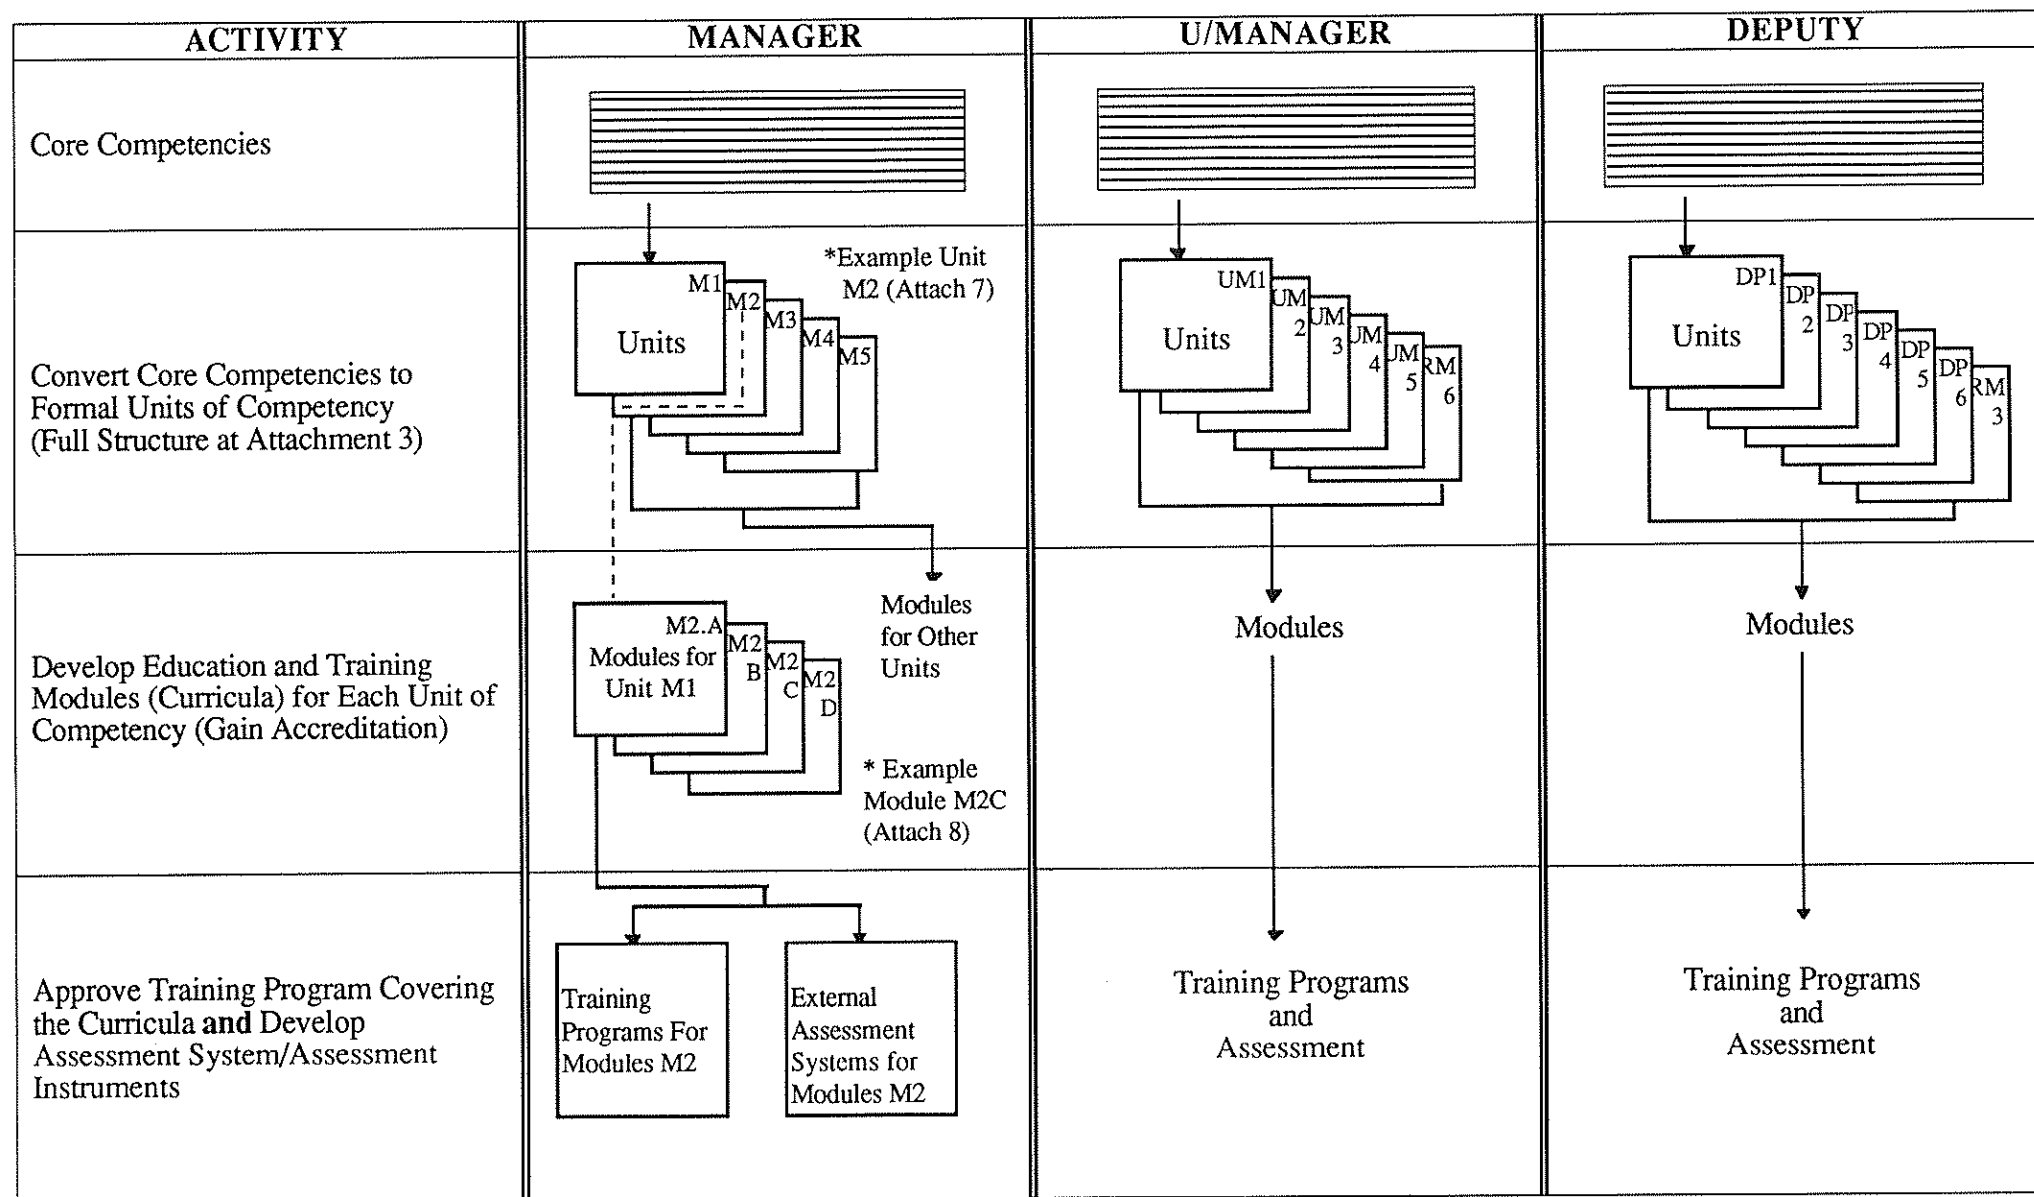 ACTIVITY
MANAGER
U/MANAGER
DEPUTY
Core Competencies
Convert Core Competencies to
Formal Units of Competency
(Full Structure at Attachment 3)
*Example Unit
M2 (Attach 7)
M1
M2
M3
M4
M5
Units
UM1
UM
2
UM
3
UM
4
UM
5
RM
6
Units
DP1
DP
2
DP
3
DP
4
DP
5
DP
6
RM
3
Units
Develop Education and Training
Modules (Curricula) for Each Unit of
Competency (Gain Accreditation)
M2.A
Modules for
Unit M1
M2
B
M2
C
M2
D
Modules
for Other
Units
* Example
Module M2C
(Attach 8)
Modules
Modules
Approve Training Program Covering
the Curricula and Develop
Assessment System/Assessment
Instruments
Training
Programs For
Modules M2
External
Assessment
Systems for
Modules M2
Training Programs
and
Assessment
Training Programs
and
Assessment